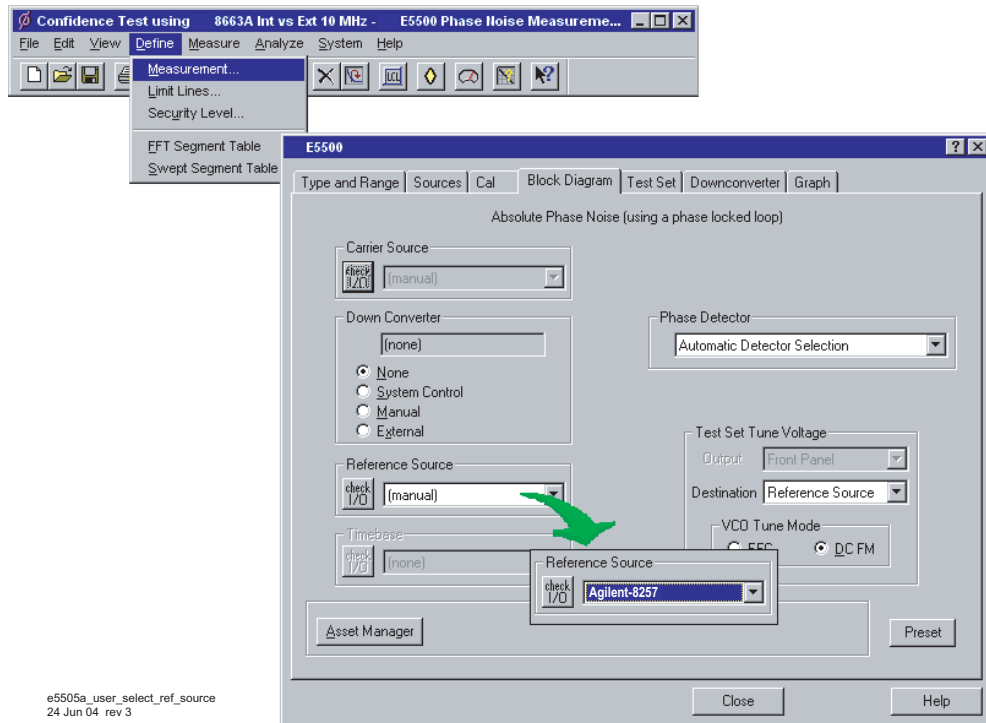 Confidence Test using 8663A Int vs Ext 10 MHz - E5500 Phase Noise Measureme...
File Edit View Define Measure Analyze System Help
LCL
Measurement...
Limit Lines...
Security Level...
FFT Segment Table
Swept Segment Table
E5500
Type and Range Sources Cal Block Diagram Test Set Downconverter Graph
Absolute Phase Noise (using a phase locked loop)
Carrier Source
check I/O (manual)
Down Converter
(none)
None
System Control
Manual
External
Phase Detector
Automatic Detector Selection
Reference Source
check I/O (manual)
Timebase
check I/O (none)
Test Set Tune Voltage
Output Front Panel
Destination Reference Source
VCO Tune Mode
EFC DC FM
Reference Source
check I/O Agilent-8257
Asset Manager
Preset
Close Help
e5505a_user_select_ref_source
24 Jun 04 rev 3